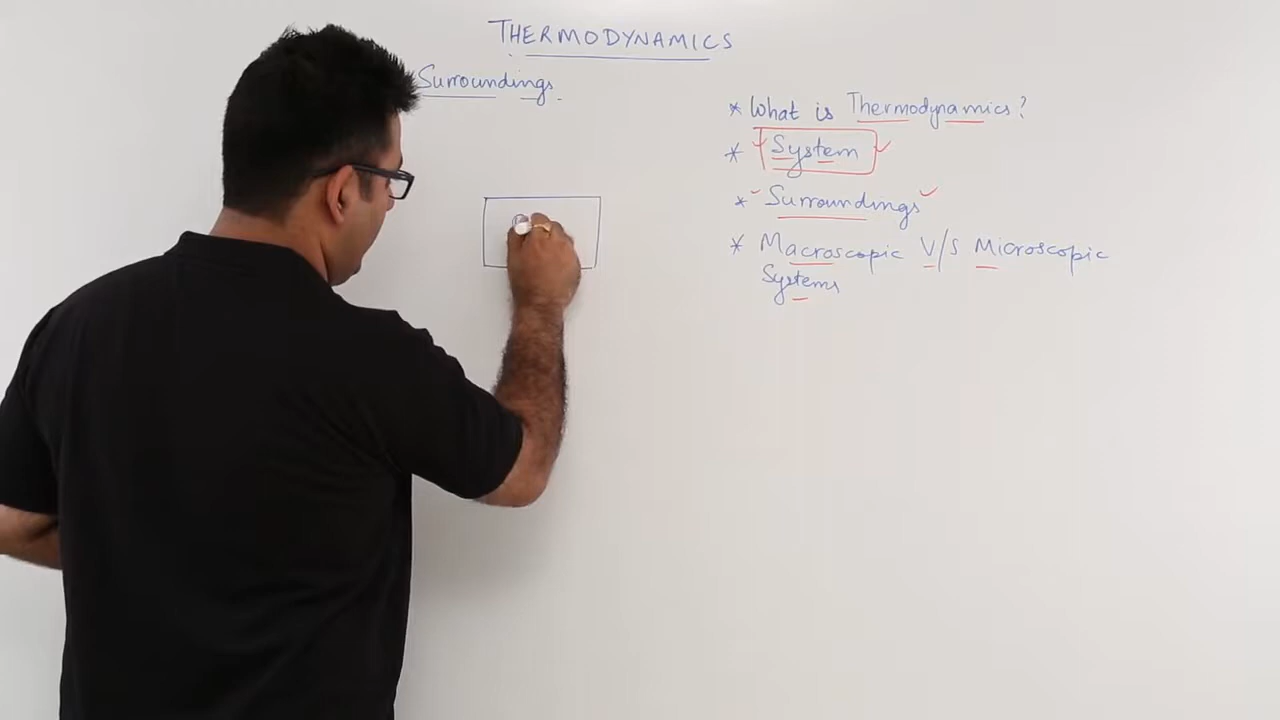 THERMODYNAMICS
Surroundings.
* What is Thermodynamics?
* System
* Surroundings
* Macroscopic V/s Microscopic
Systems